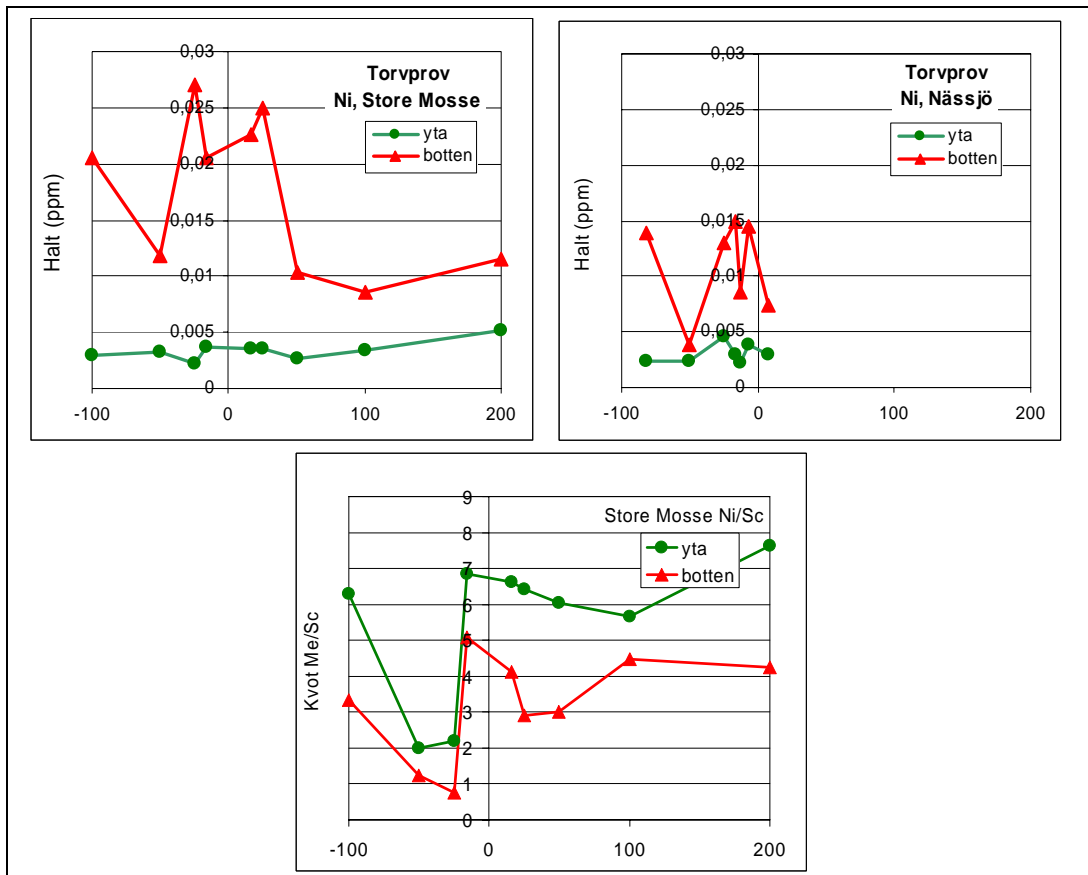 Torvprov
Ni, Store Mosse
yta
botten
Halt (ppm)
0,03
0,025
0,02
0,015
0,01
0,005
0
-100
0
100
200
Torvprov
Ni, Nässjö
yta
botten
Halt (ppm)
0,03
0,025
0,02
0,015
0,01
0,005
0
-100
0
100
200
Store Mosse Ni/Sc
yta
botten
Kvot Me/Sc
9
8
7
6
5
4
3
2
1
0
-100
0
100
200